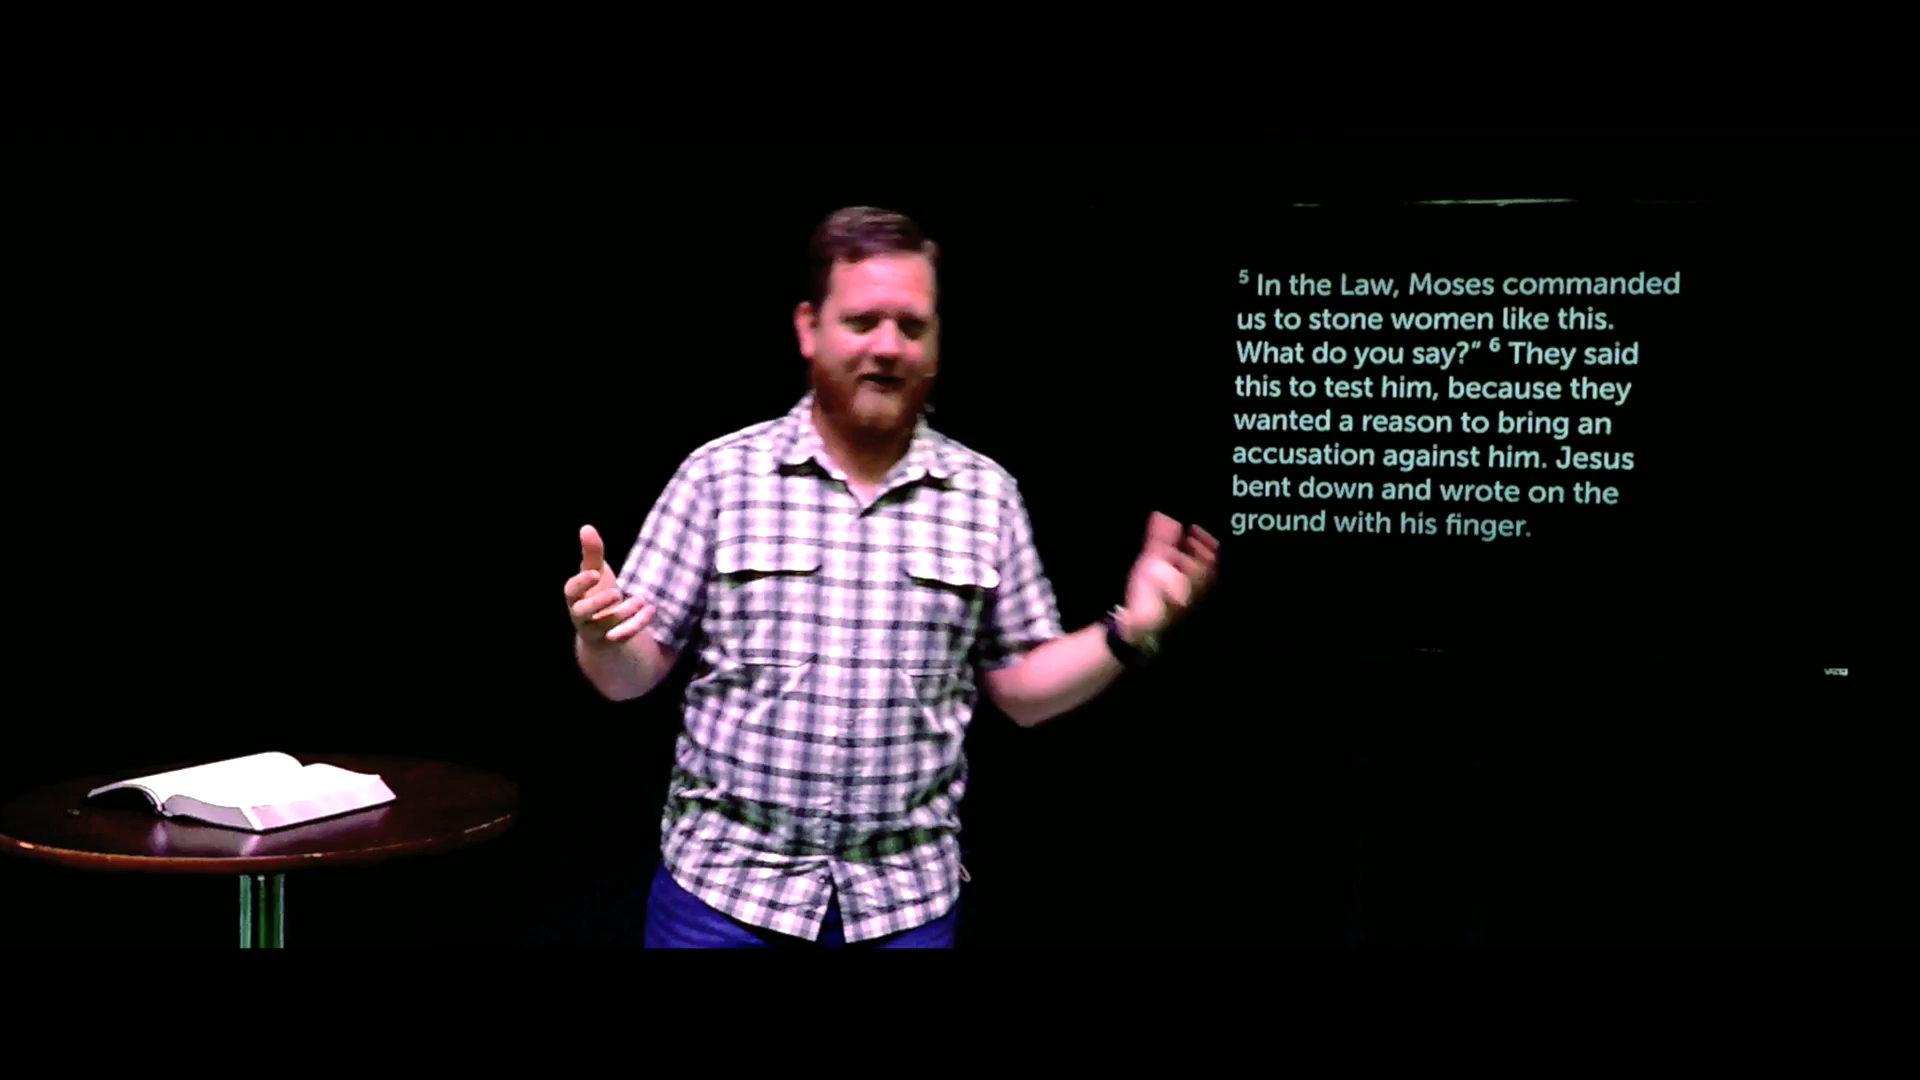 ⁵ In the Law, Moses commanded
us to stone women like this.
What do you say?” ⁶ They said
this to test him, because they
wanted a reason to bring an
accusation against him. Jesus
bent down and wrote on the
ground with his finger.
VIZIO